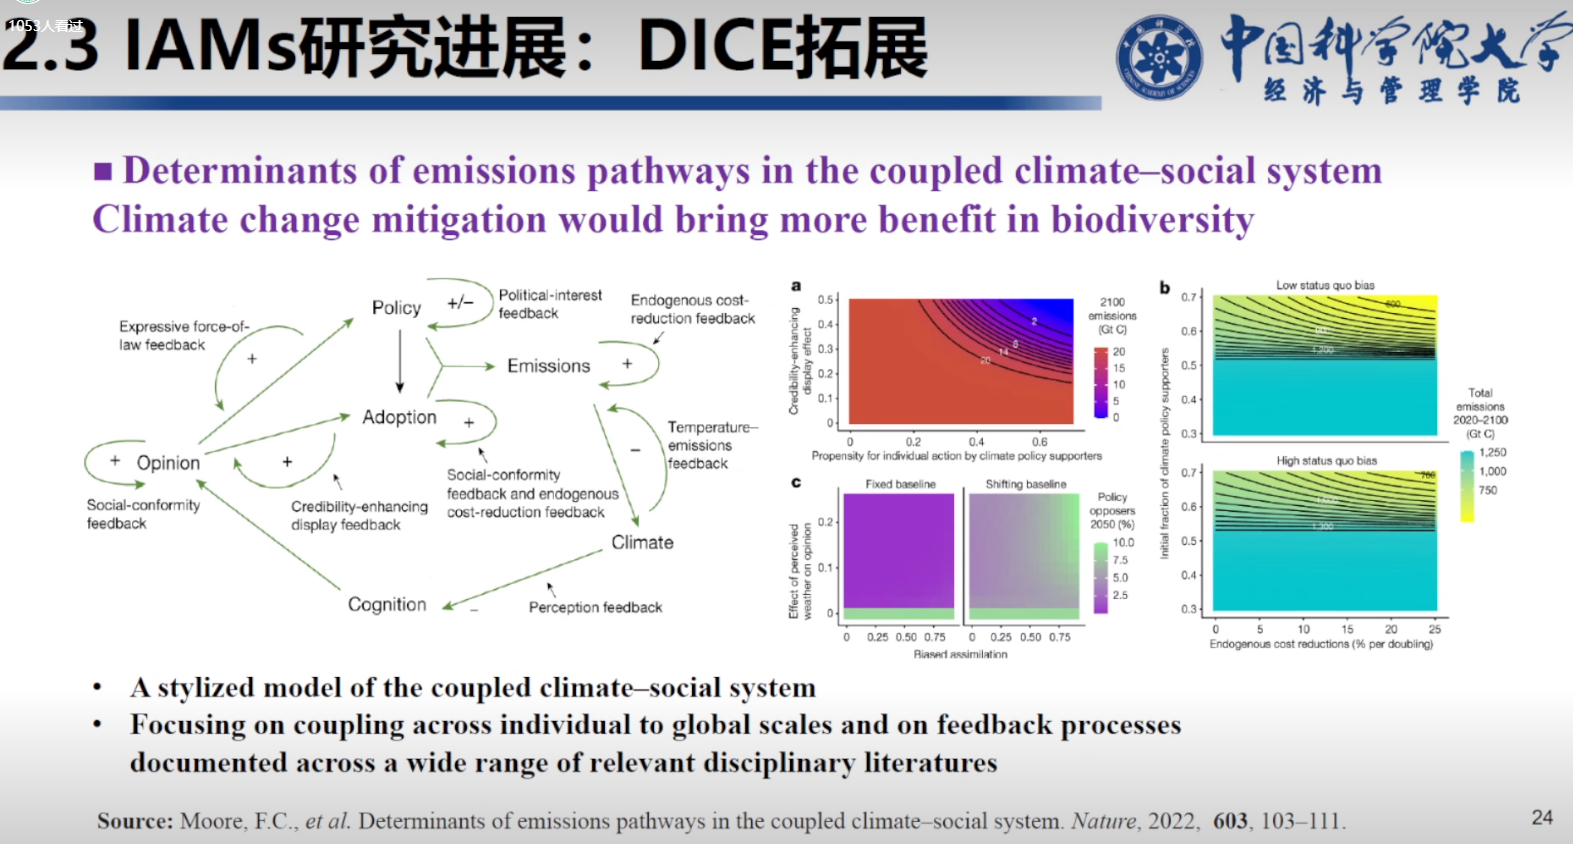 1053人看过
2.3 IAMs研究进展：DICE拓展
中国科学院大学
经济与管理学院
■ Determinants of emissions pathways in the coupled climate–social system
Climate change mitigation would bring more benefit in biodiversity
Policy
+/−
Political-interest
feedback
Endogenous cost-
reduction feedback
Expressive force-of-
law feedback
+
Emissions
+
Adoption
+
Temperature–
emissions
feedback
−
+
Opinion
+
Social-conformity
feedback and endogenous
cost-reduction feedback
Social-conformity
feedback
Credibility-enhancing
display feedback
Climate
Cognition
−
Perception feedback
a
Credibility-enhancing
display effect
0.5
0.4
0.3
0.2
0.1
0
2
6
14
20
0
0.2
0.4
0.6
Propensity for individual action by climate policy supporters
2100
emissions
(Gt C)
20
15
10
5
0
c
Fixed baseline
Shifting baseline
Effect of perceived
weather on opinion
0.2
0.1
0
0
0.25
0.50
0.75
0
0.25
0.50
0.75
Biased assimilation
Policy
opposers
2050 (%)
10.0
7.5
5.0
2.5
b
Low status quo bias
Initial fraction of climate policy supporters
0.7
0.6
0.5
0.4
0.3
1,200
High status quo bias
0.7
0.6
0.5
0.4
0.3
700
1,200
0
5
10
15
20
25
Endogenous cost reductions (% per doubling)
Total
emissions
2020–2100
(Gt C)
1,250
1,000
750
• A stylized model of the coupled climate–social system
• Focusing on coupling across individual to global scales and on feedback processes
documented across a wide range of relevant disciplinary literatures
Source: Moore, F.C., et al. Determinants of emissions pathways in the coupled climate–social system. Nature, 2022, 603, 103–111.
24